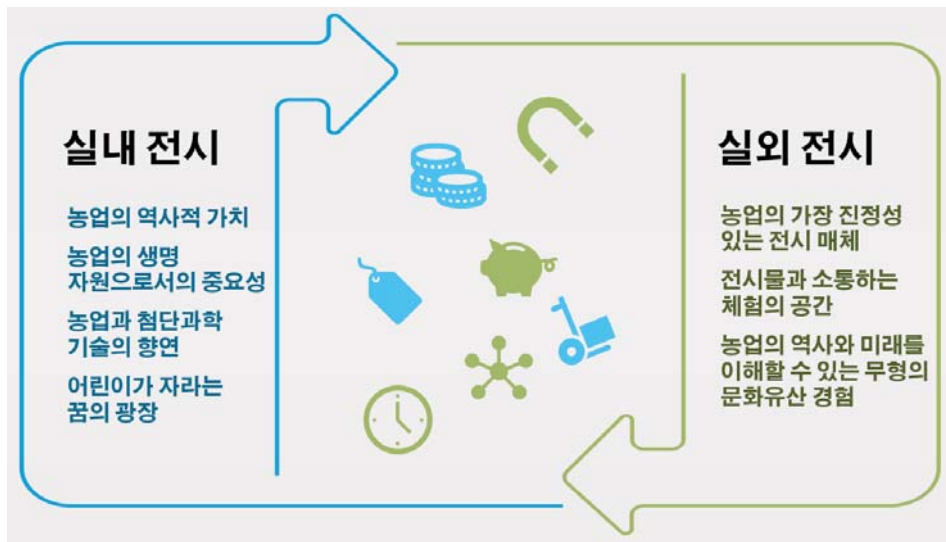 실내 전시
농업의 역사적 가치
농업의 생명
자원으로서의 중요성
농업과 첨단과학
기술의 향연
어린이가 자라는
꿈의 광장
실외 전시
농업의 가장 진정성
있는 전시 매체
전시물과 소통하는
체험의 공간
농업의 역사와 미래를
이해할 수 있는 무형의
문화유산 경험